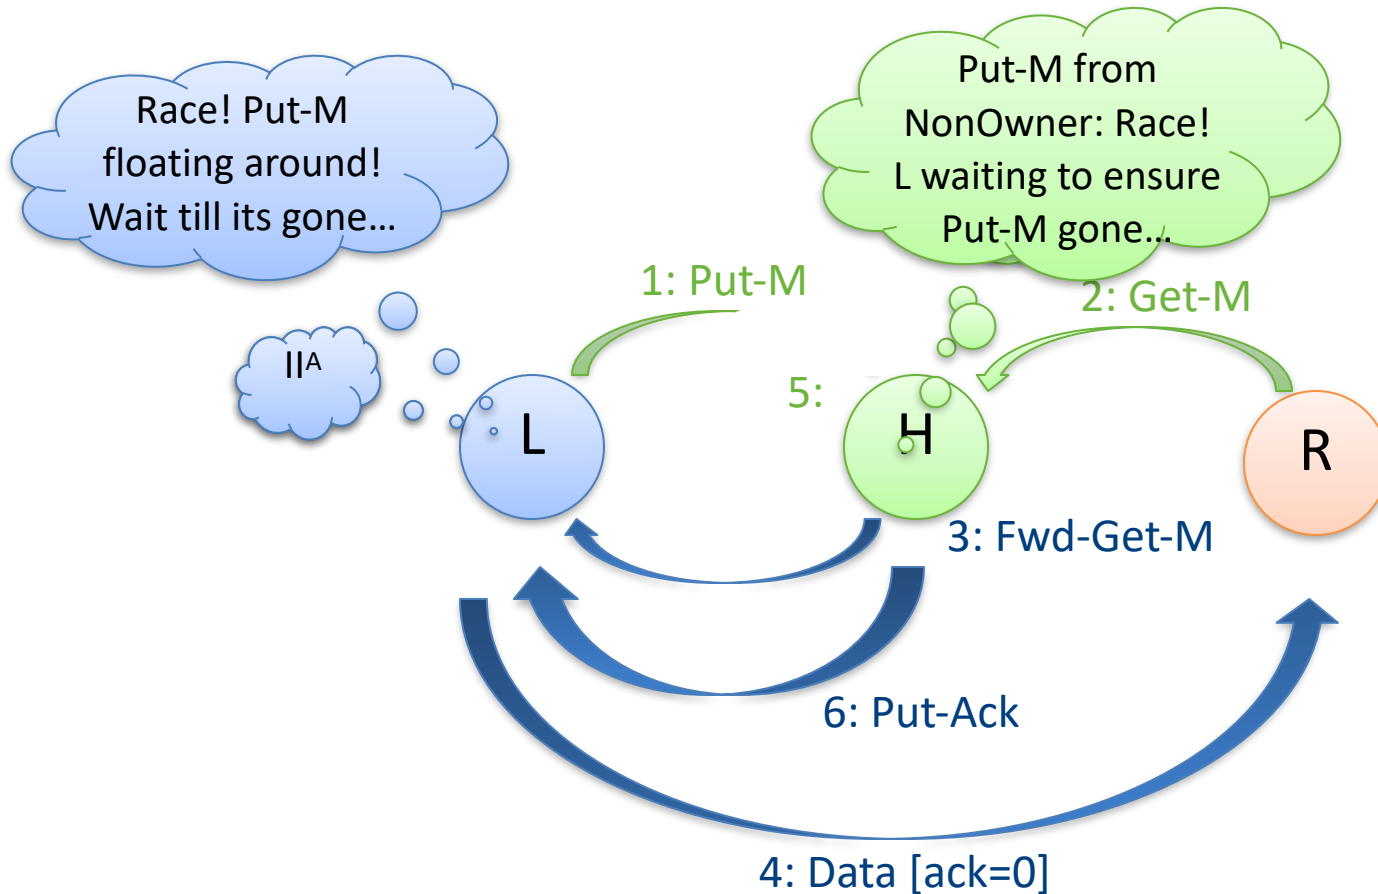 Race! Put-M
floating around!
Wait till its gone…
Put-M from
NonOwner: Race!
L waiting to ensure
Put-M gone…
1: Put-M
2: Get-M
IIᴬ
5:
L
H
R
3: Fwd-Get-M
6: Put-Ack
4: Data [ack=0]